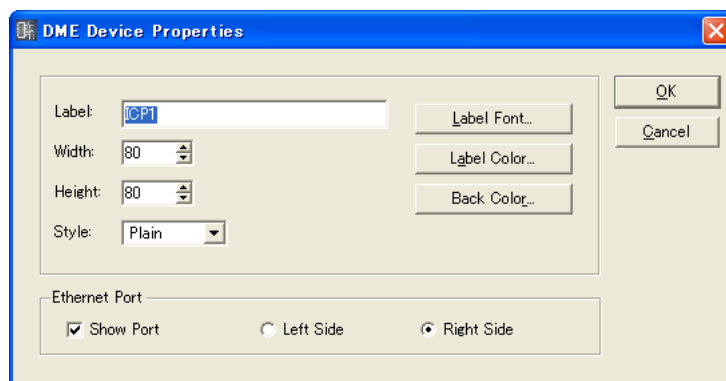 DME Device Properties
Label: ICP1
Label Font...
OK
Width: 80
Label Color...
Cancel
Height: 80
Back Color...
Style: Plain
Ethernet Port
Show Port Left Side Right Side